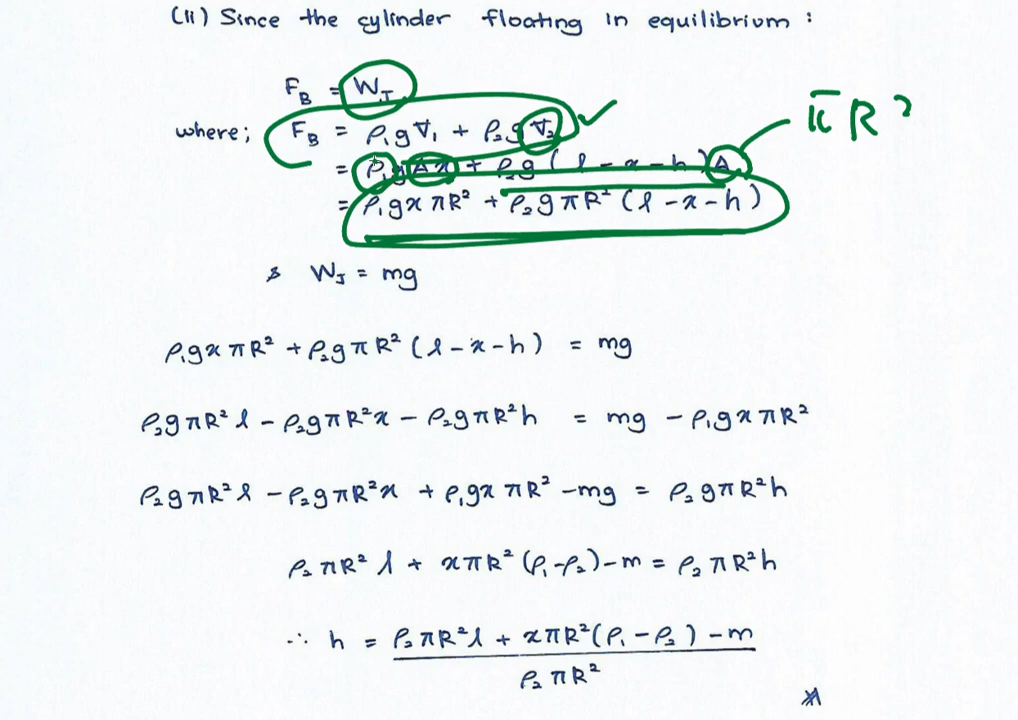 (ii) Since the cylinder floating in equilibrium :
F_B = W_J
where; F_B = ρ₁gV₁ + ρ₂gV₂
πR²
= ρ₁gAx + ρ₂g(l-x-h)A
= ρ₁gxπR² + ρ₂gπR²(l-x-h)
& W_J = mg
ρ₁gxπR² + ρ₂gπR²(l-x-h) = mg
ρ₂gπR²l - ρ₂gπR²x - ρ₂gπR²h = mg - ρ₁gxπR²
ρ₂gπR²l - ρ₂gπR²x + ρ₁gxπR² - mg = ρ₂gπR²h
ρ₂πR²l + xπR²(ρ₁-ρ₂) - m = ρ₂πR²h
∴ h = ρ₂πR²l + xπR²(ρ₁-ρ₂) - m
ρ₂πR²